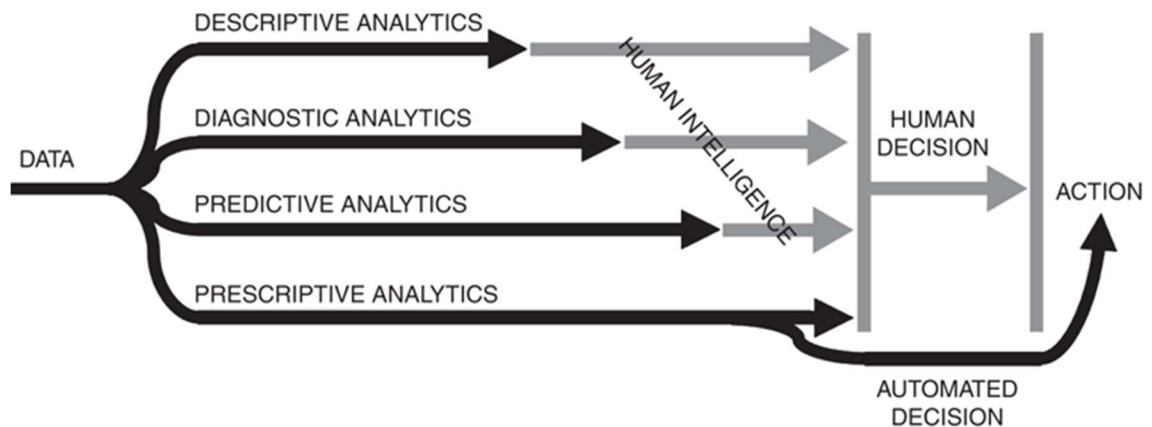 DESCRIPTIVE ANALYTICS
HUMAN INTELLIGENCE
DIAGNOSTIC ANALYTICS
DATA
HUMAN
DECISION
PREDICTIVE ANALYTICS
ACTION
PRESCRIPTIVE ANALYTICS
AUTOMATED
DECISION